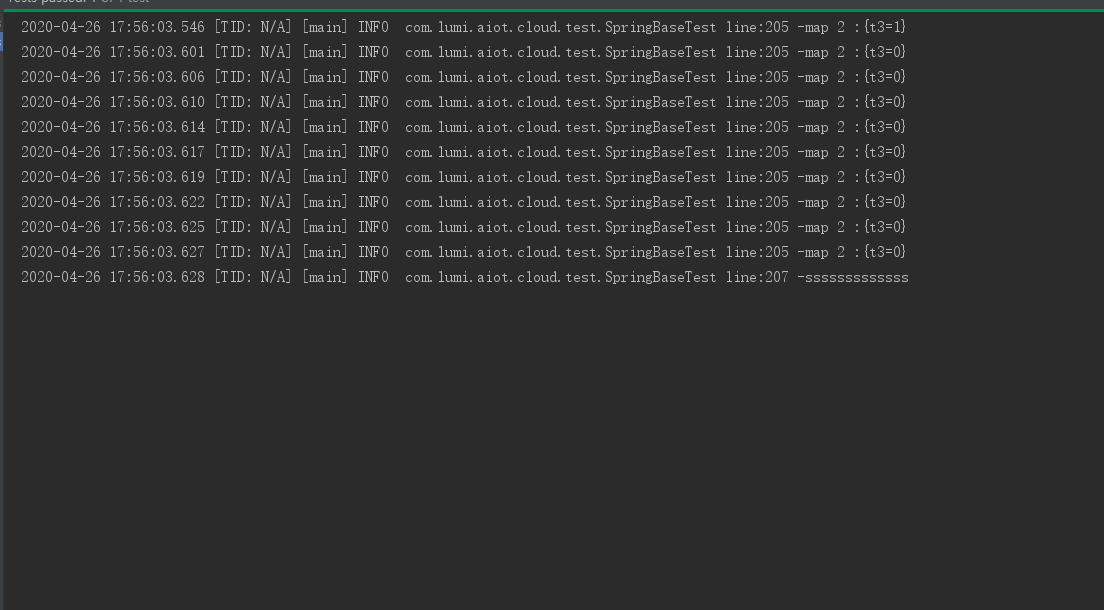 2020-04-26 17:56:03.546 [TID: N/A] [main] INFO  com.lumi.aiot.cloud.test.SpringBaseTest line:205 -map 2 :{t3=1}
2020-04-26 17:56:03.601 [TID: N/A] [main] INFO  com.lumi.aiot.cloud.test.SpringBaseTest line:205 -map 2 :{t3=0}
2020-04-26 17:56:03.606 [TID: N/A] [main] INFO  com.lumi.aiot.cloud.test.SpringBaseTest line:205 -map 2 :{t3=0}
2020-04-26 17:56:03.610 [TID: N/A] [main] INFO  com.lumi.aiot.cloud.test.SpringBaseTest line:205 -map 2 :{t3=0}
2020-04-26 17:56:03.614 [TID: N/A] [main] INFO  com.lumi.aiot.cloud.test.SpringBaseTest line:205 -map 2 :{t3=0}
2020-04-26 17:56:03.617 [TID: N/A] [main] INFO  com.lumi.aiot.cloud.test.SpringBaseTest line:205 -map 2 :{t3=0}
2020-04-26 17:56:03.619 [TID: N/A] [main] INFO  com.lumi.aiot.cloud.test.SpringBaseTest line:205 -map 2 :{t3=0}
2020-04-26 17:56:03.622 [TID: N/A] [main] INFO  com.lumi.aiot.cloud.test.SpringBaseTest line:205 -map 2 :{t3=0}
2020-04-26 17:56:03.625 [TID: N/A] [main] INFO  com.lumi.aiot.cloud.test.SpringBaseTest line:205 -map 2 :{t3=0}
2020-04-26 17:56:03.627 [TID: N/A] [main] INFO  com.lumi.aiot.cloud.test.SpringBaseTest line:205 -map 2 :{t3=0}
2020-04-26 17:56:03.628 [TID: N/A] [main] INFO  com.lumi.aiot.cloud.test.SpringBaseTest line:207 -sssssssssssss